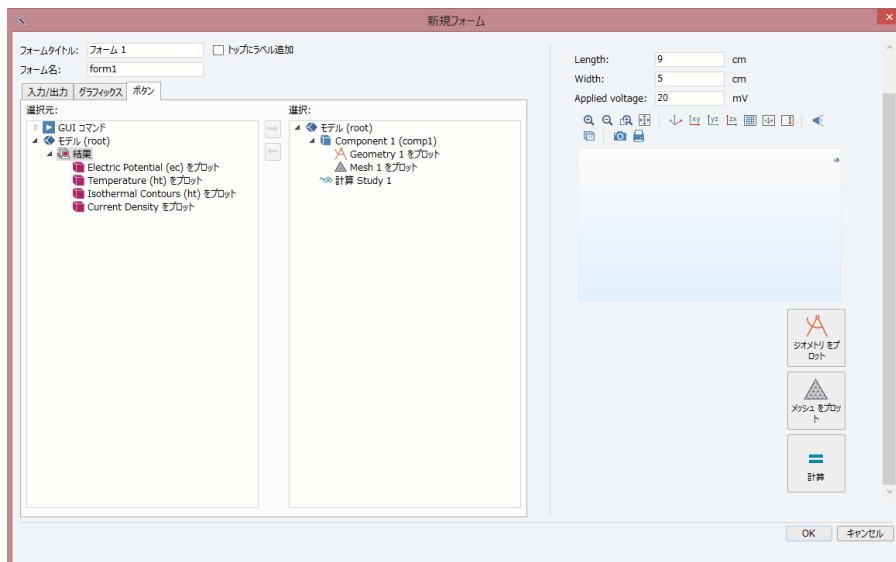 新規フォーム
フォームタイトル: フォーム 1 トップにラベル追加
フォーム名: form1
入力/出力 グラフィックス ボタン
選択元:
GUI コマンド
モデル (root)
結果
Electric Potential (ec) をプロット
Temperature (ht) をプロット
Isothermal Contours (ht) をプロット
Current Density をプロット
選択:
モデル (root)
Component 1 (comp1)
Geometry 1 をプロット
Mesh 1 をプロット
計算 Study 1
Length: 9 cm
Width: 5 cm
Applied voltage: 20 mV
xy yz zx
ジオメトリ をプ
ロット
メッシュ をプロッ
ト
計算
OK キャンセル